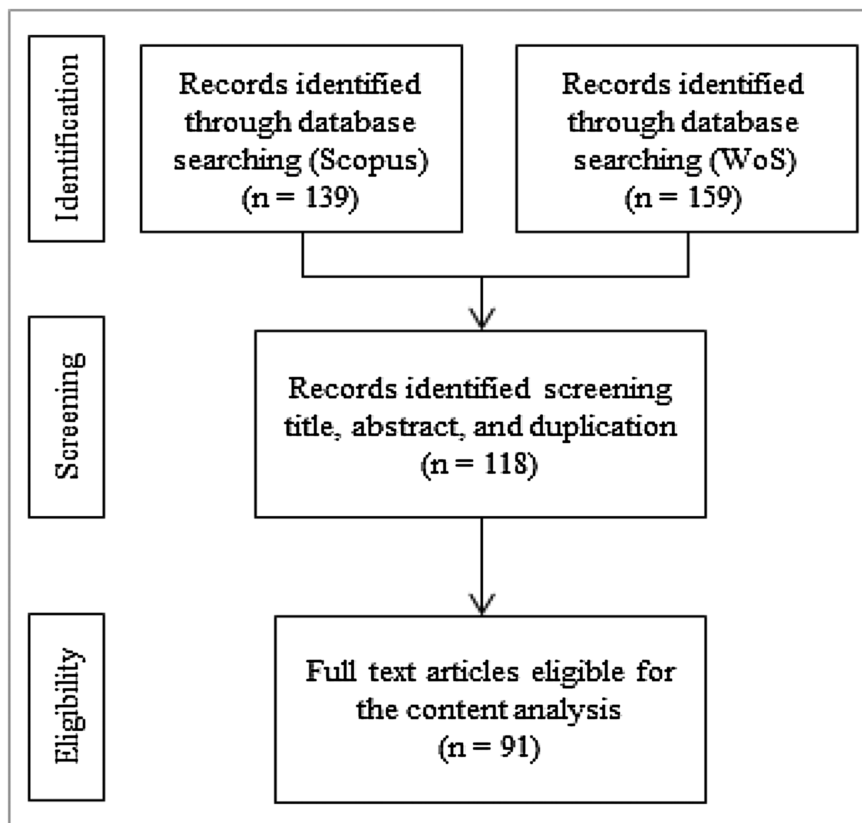 Identification
Records identified
through database
searching (Scopus)
(n = 139)
Records identified
through database
searching (WoS)
(n = 159)
Screening
Records identified screening
title, abstract, and duplication
(n = 118)
Eligibility
Full text articles eligible for
the content analysis
(n = 91)